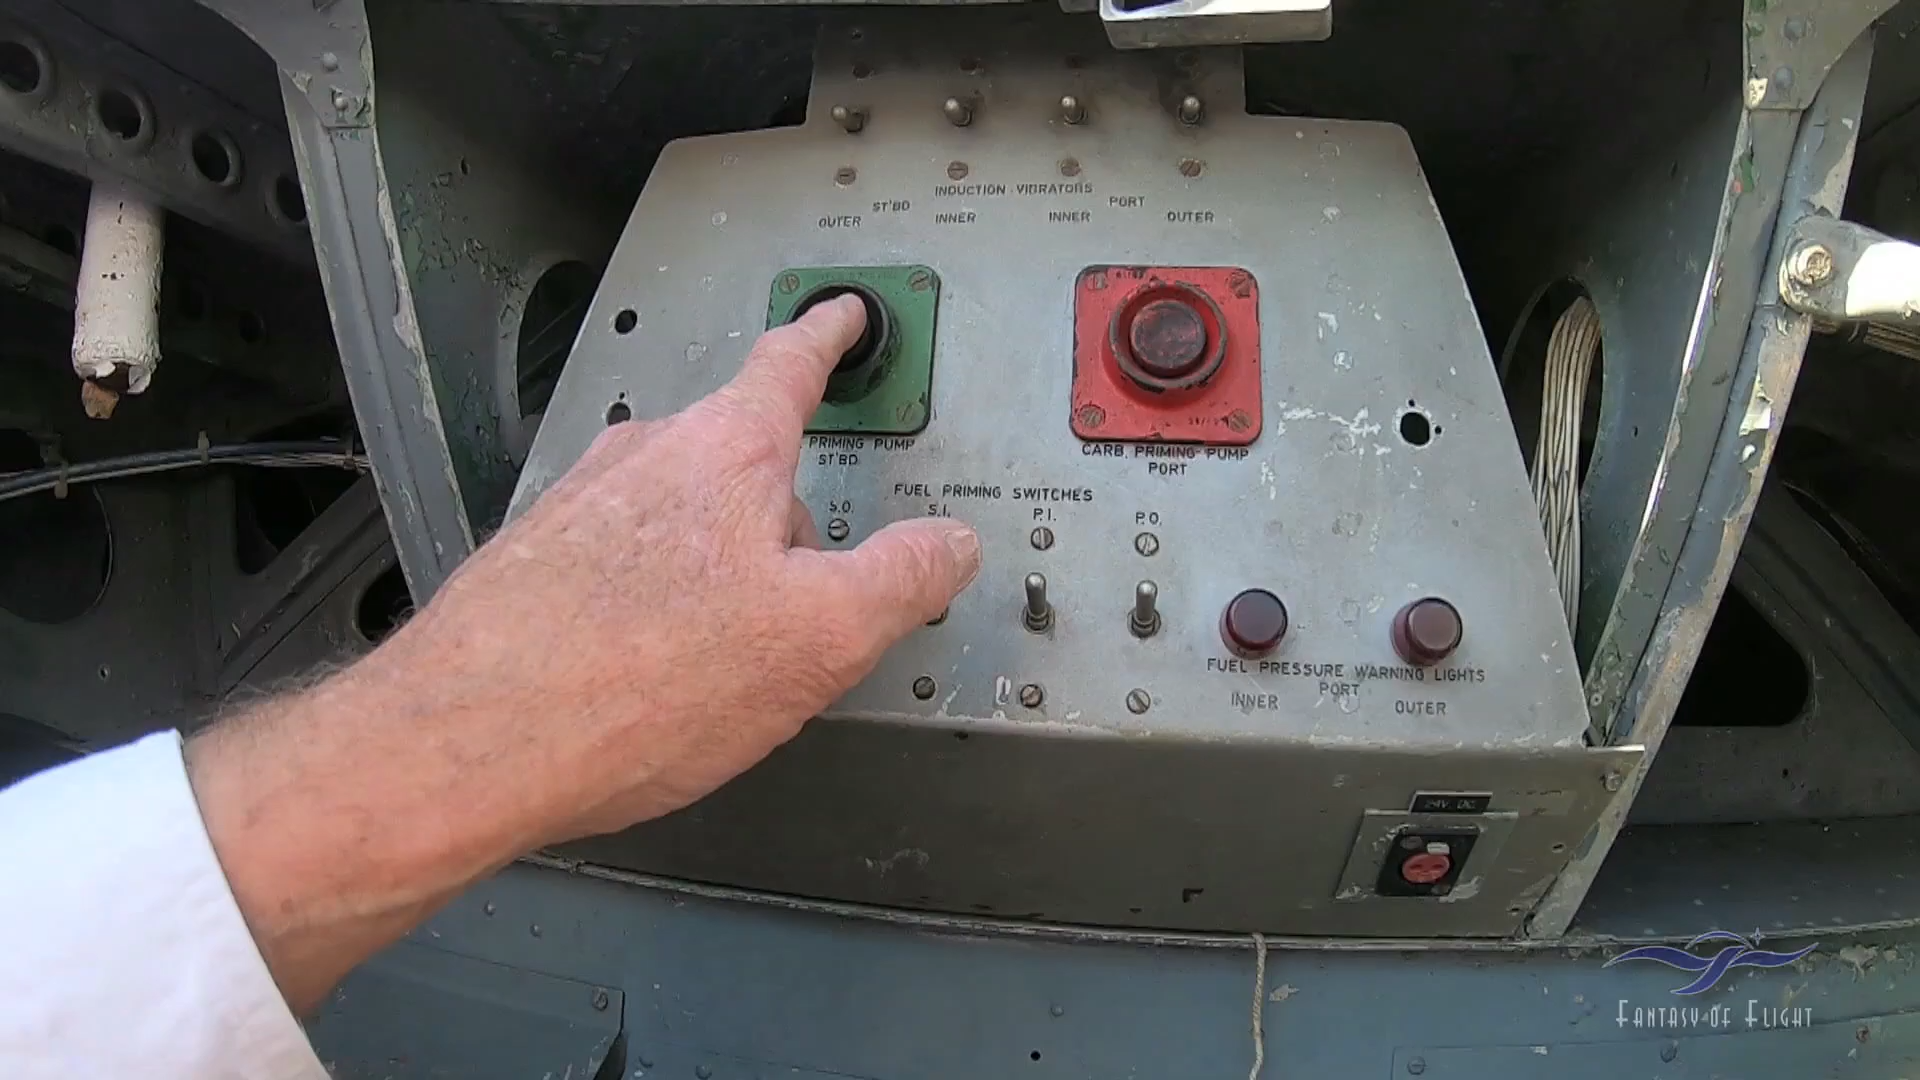 INDUCTION VIBRATORS
ST'BD PORT
OUTER INNER INNER OUTER
PRIMING PUMP
ST'BD
CARB. PRIMING PUMP
PORT
FUEL PRIMING SWITCHES
S.O. S.I. P.I. P.O.
FUEL PRESSURE WARNING LIGHTS
PORT
INNER OUTER
24V. DC.
FANTASY OF FLIGHT